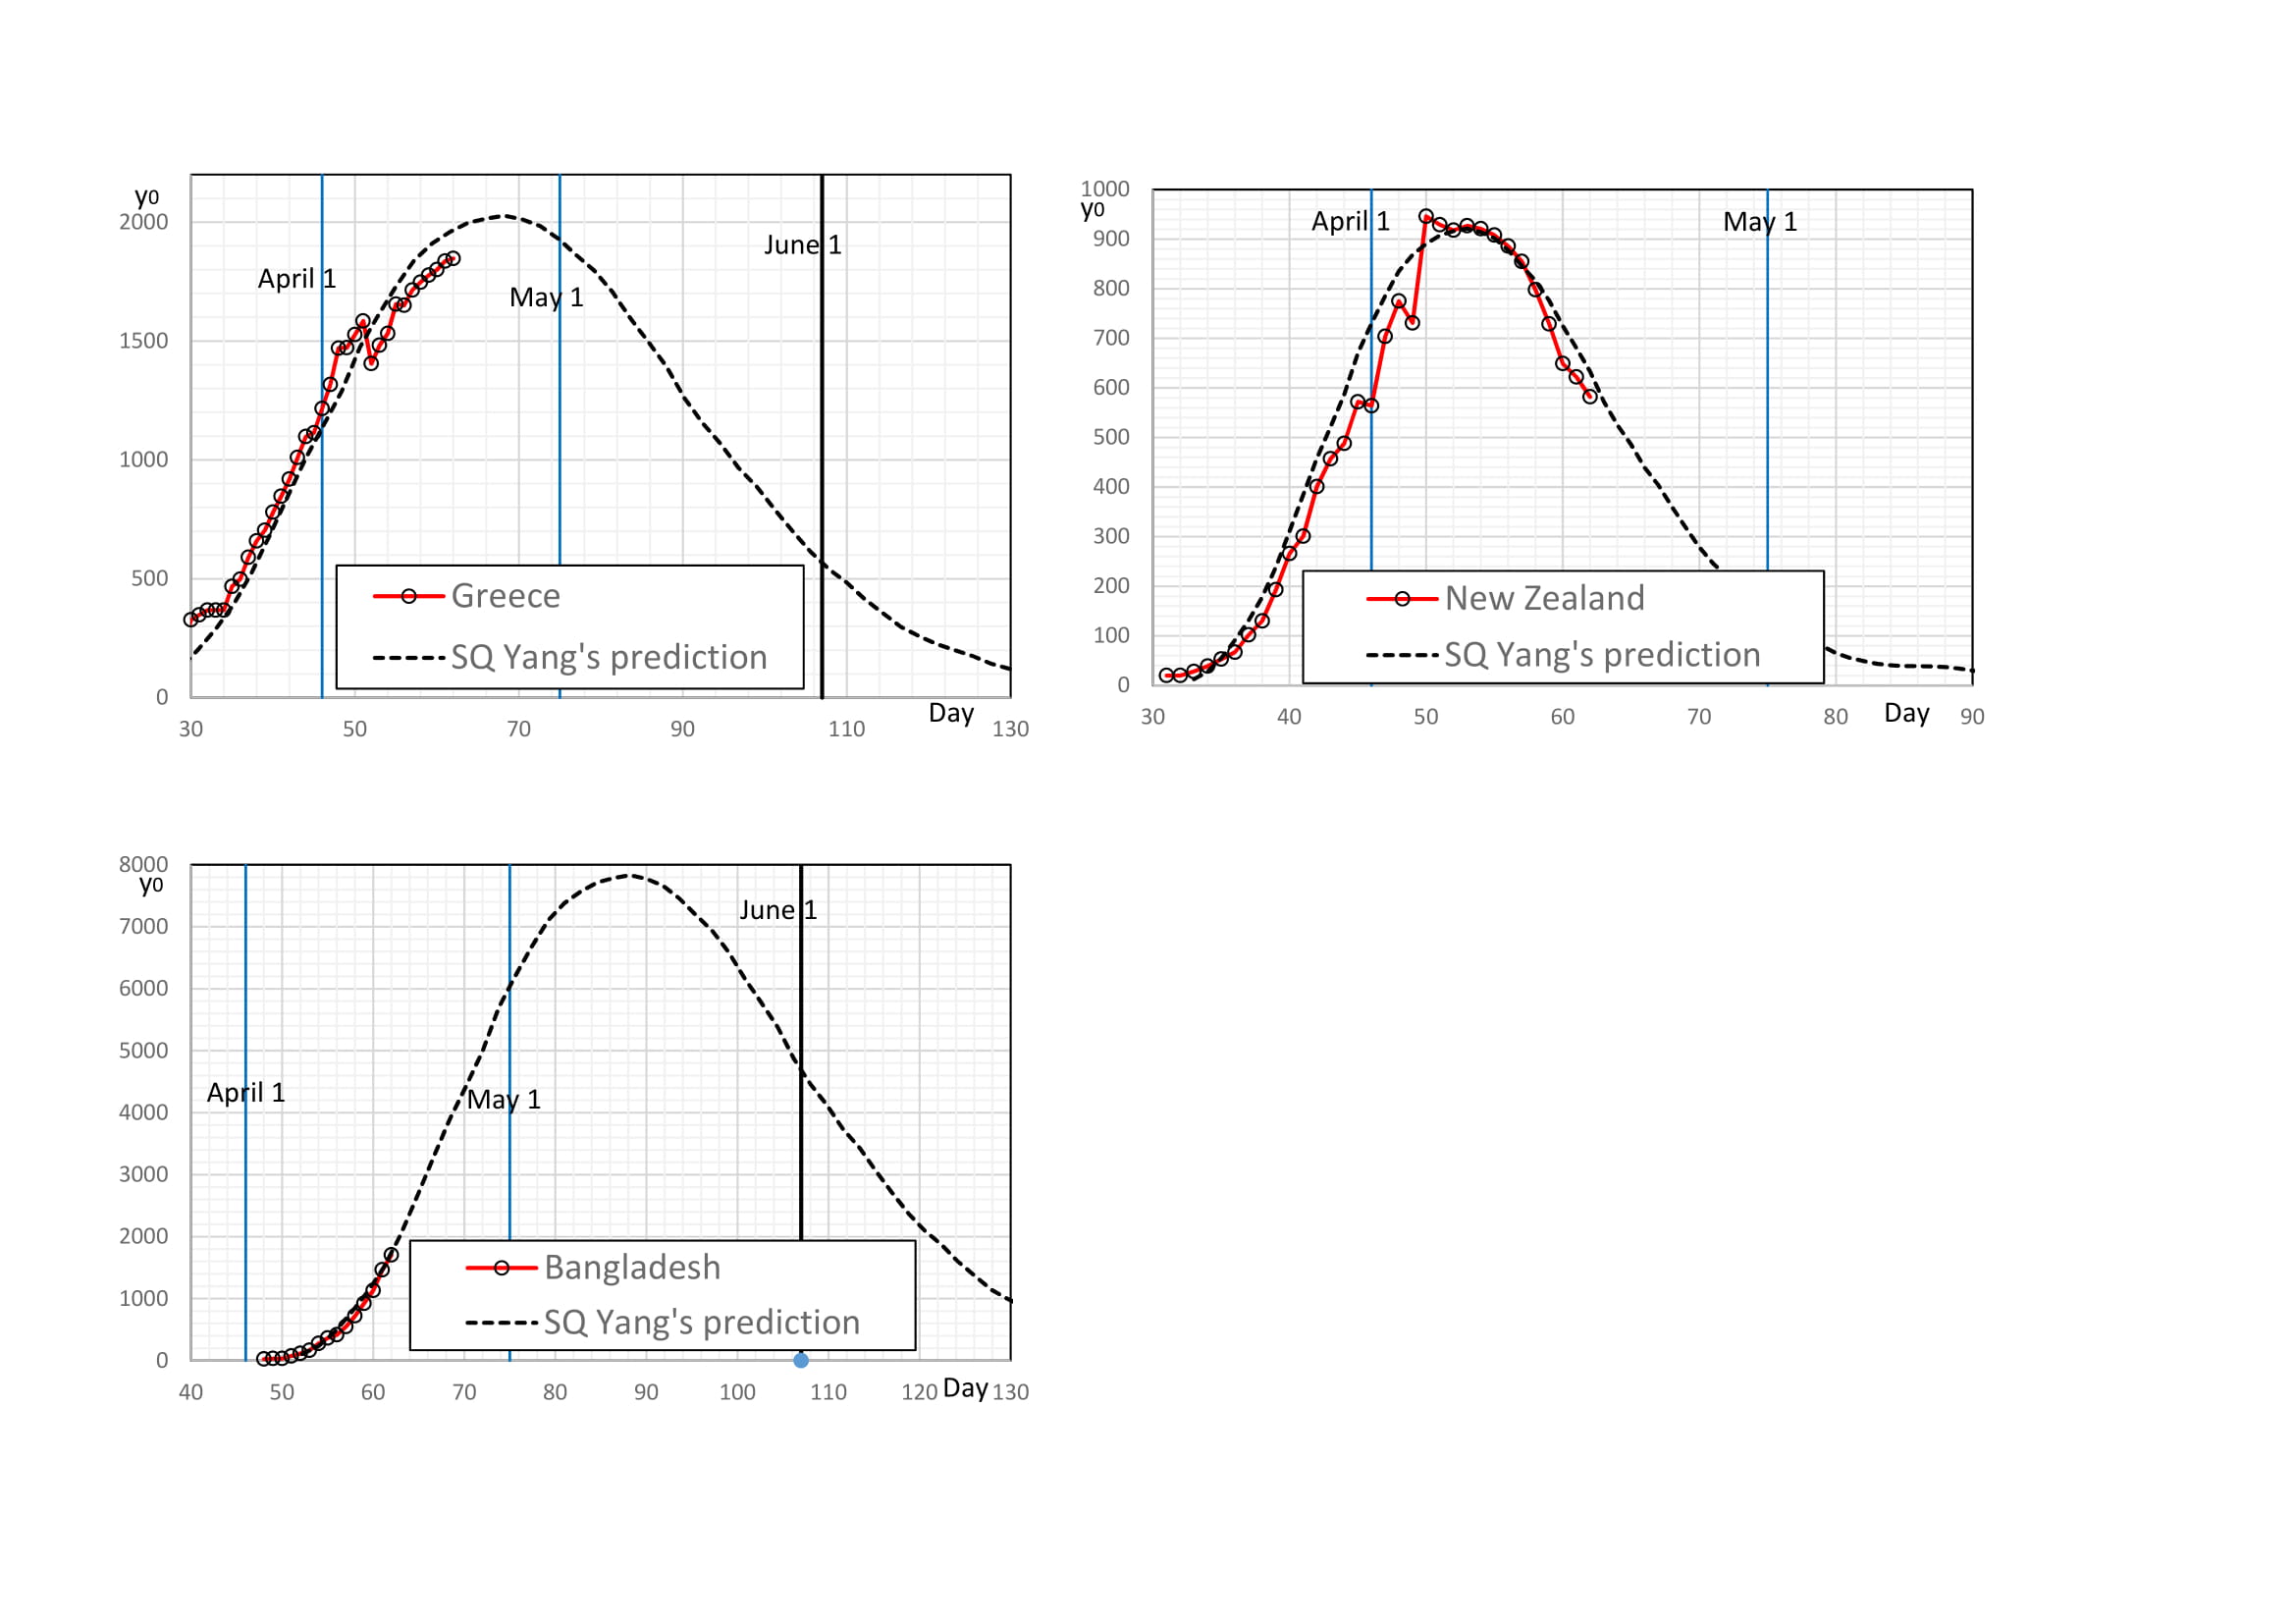 y0
2000
1500
1000
500
0
April 1
May 1
June 1
Greece
SQ Yang's prediction
Day
30 50 70 90 110 130
1000
y0
900
800
700
600
500
400
300
200
100
0
April 1
May 1
New Zealand
SQ Yang's prediction
Day
30 40 50 60 70 80 90
8000
y0
7000
6000
5000
4000
3000
2000
1000
0
June 1
April 1
May 1
Bangladesh
SQ Yang's prediction
40 50 60 70 80 90 100 110 120 Day 130